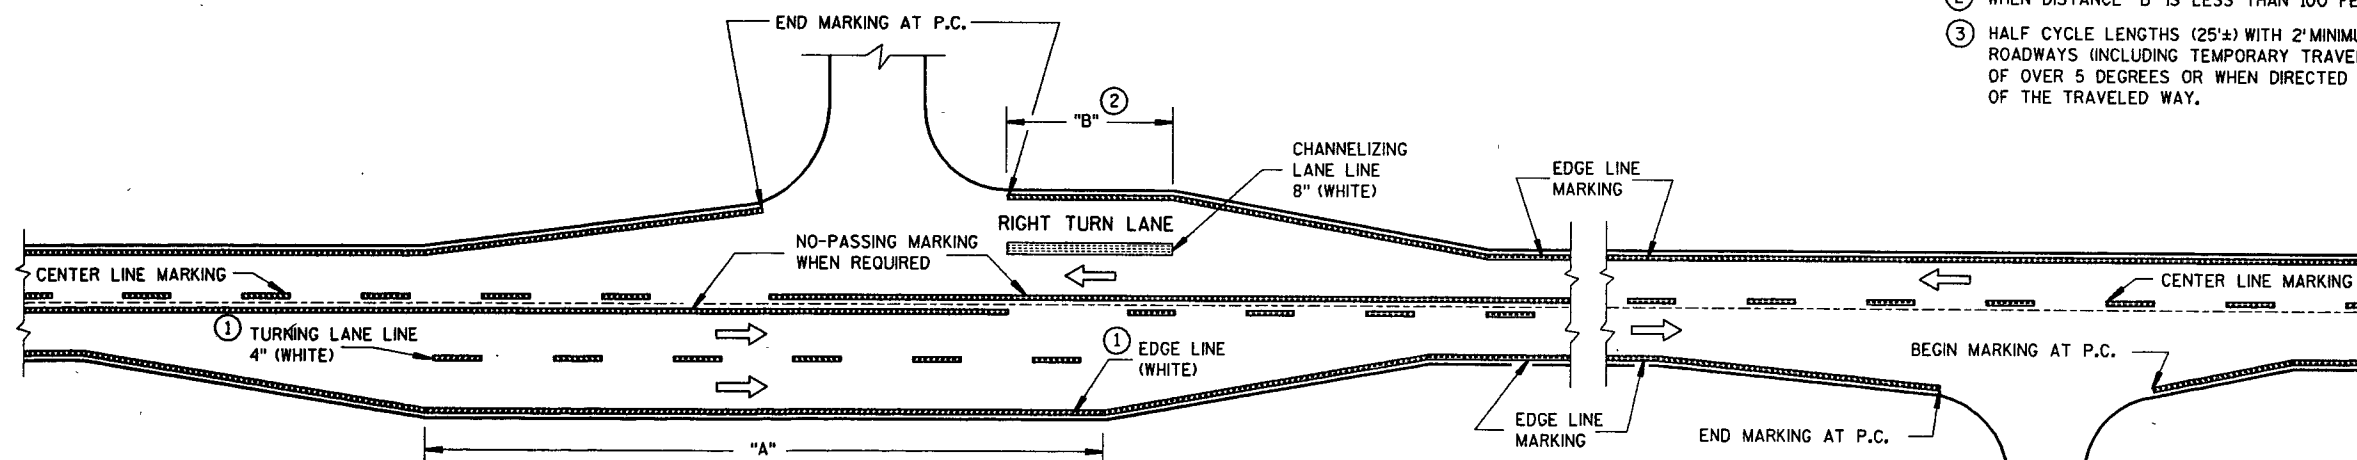 ② WHEN DISTANCE "B" IS LESS THAN 100
③ HALF CYCLE LENGTHS (25'±) WITH 2'
ROADWAYS (INCLUDING TEMPORARY
OF OVER 5 DEGREES OR WHEN DIRECTED
OF THE TRAVELED WAY.
END MARKING AT P.C.
"B" ②
CHANNELIZING
LANE LINE
8" (WHITE)
EDGE LINE
MARKING
RIGHT TURN LANE
NO-PASSING MARKING
WHEN REQUIRED
CENTER LINE MARKING
CENTER LINE MARKING
① TURNING LANE LINE
4" (WHITE)
① EDGE LINE
(WHITE)
BEGIN MARKING AT P.C.
EDGE LINE
MARKING
END MARKING AT P.C.
"A"